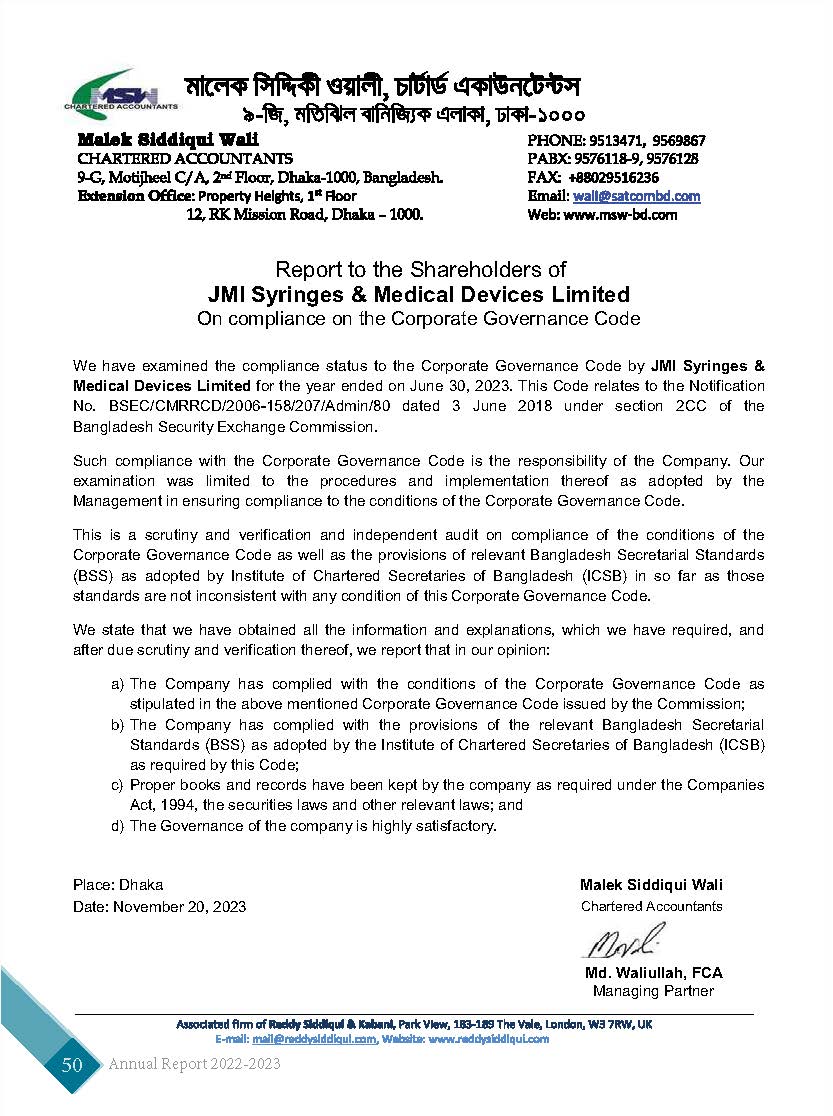 মালেক সিদ্দিকী ওয়ালী, চার্টার্ড একাউনটেন্টস
৯-জি, মতিঝিল বানিজ্যিক এলাকা, ঢাকা-১০০০
MSW
CHARTERED ACCOUNTANTS
Malek Siddiqui Wali
CHARTERED ACCOUNTANTS
9-G, Motijheel C/A, 2nd Floor, Dhaka-1000, Bangladesh.
Extension Office: Property Heights, 1st Floor
12, RK Mission Road, Dhaka – 1000.
PHONE: 9513471, 9569867
PABX: 9576118-9, 9576128
FAX: +88029516236
Email: wali@satcombd.com
Web: www.msw-bd.com
Report to the Shareholders of
JMI Syringes & Medical Devices Limited
On compliance on the Corporate Governance Code
We have examined the compliance status to the Corporate Governance Code by JMI Syringes &
Medical Devices Limited for the year ended on June 30, 2023. This Code relates to the Notification
No. BSEC/CMRRCD/2006-158/207/Admin/80 dated 3 June 2018 under section 2CC of the
Bangladesh Security Exchange Commission.
Such compliance with the Corporate Governance Code is the responsibility of the Company. Our
examination was limited to the procedures and implementation thereof as adopted by the
Management in ensuring compliance to the conditions of the Corporate Governance Code.
This is a scrutiny and verification and independent audit on compliance of the conditions of the
Corporate Governance Code as well as the provisions of relevant Bangladesh Secretarial Standards
(BSS) as adopted by Institute of Chartered Secretaries of Bangladesh (ICSB) in so far as those
standards are not inconsistent with any condition of this Corporate Governance Code.
We state that we have obtained all the information and explanations, which we have required, and
after due scrutiny and verification thereof, we report that in our opinion:
a) The Company has complied with the conditions of the Corporate Governance Code as
stipulated in the above mentioned Corporate Governance Code issued by the Commission;
b) The Company has complied with the provisions of the relevant Bangladesh Secretarial
Standards (BSS) as adopted by the Institute of Chartered Secretaries of Bangladesh (ICSB)
as required by this Code;
c) Proper books and records have been kept by the company as required under the Companies
Act, 1994, the securities laws and other relevant laws; and
d) The Governance of the company is highly satisfactory.
Place: Dhaka
Date: November 20, 2023
Malek Siddiqui Wali
Chartered Accountants
Md. Waliullah, FCA
Managing Partner
Associated firm of Reddy Siddiqui & Kabani, Park View, 183-189 The Vale, London, W3 7RW, UK
E-mail: mail@reddysiddiqui.com, Website: www.reddysiddiqui.com
50 Annual Report 2022-2023